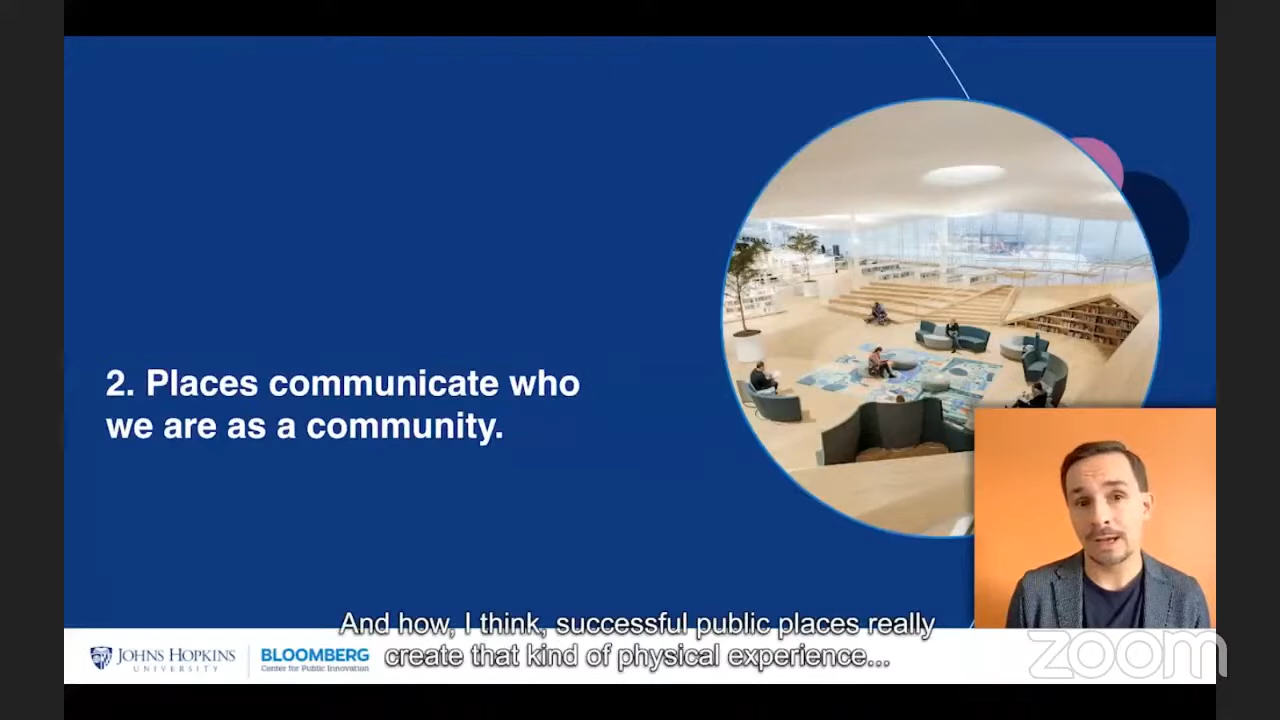 2. Places communicate who
we are as a community.
And how, I think, successful public places really
create that kind of physical experience...
JOHNS HOPKINS
UNIVERSITY
BLOOMBERG
Center for Public Innovation
zoom